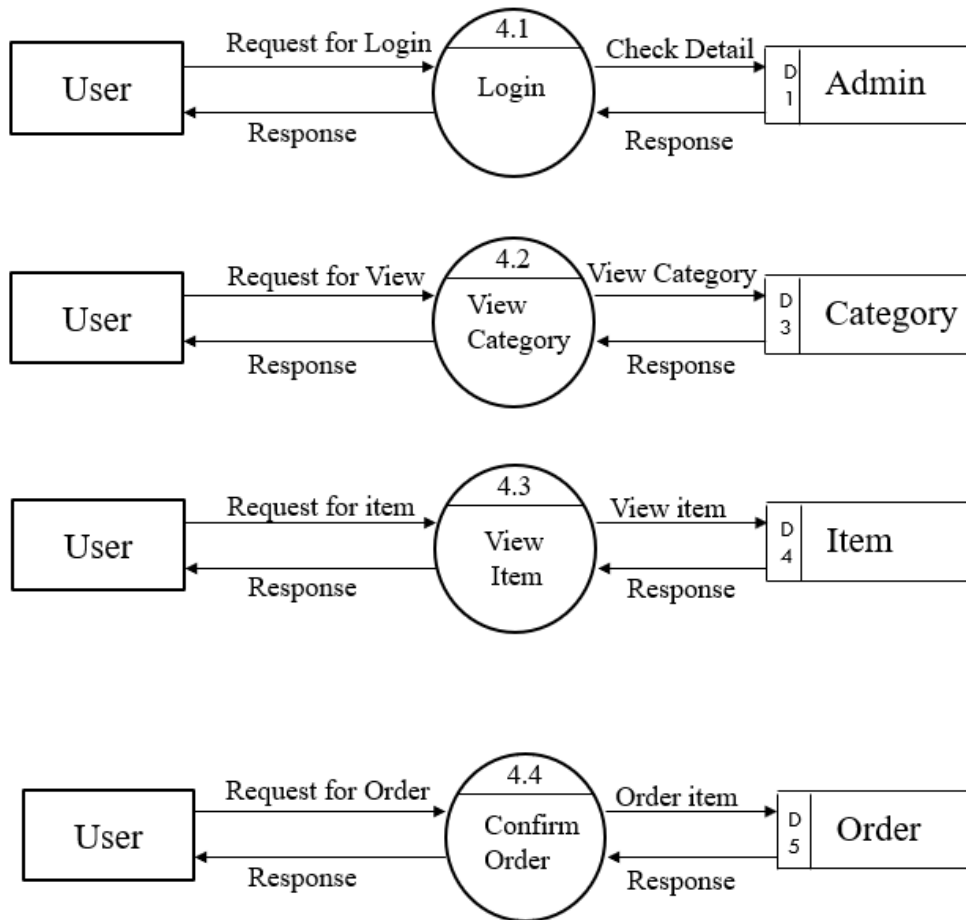 4.1
Request for Login
Check Detail
User
Login
D
1
Admin
Response
Response
4.2
Request for View
View Category
User
View
Category
D
3
Category
Response
Response
4.3
Request for item
View item
User
View
Item
D
4
Item
Response
Response
4.4
Request for Order
Order item
User
Confirm
Order
D
5
Order
Response
Response